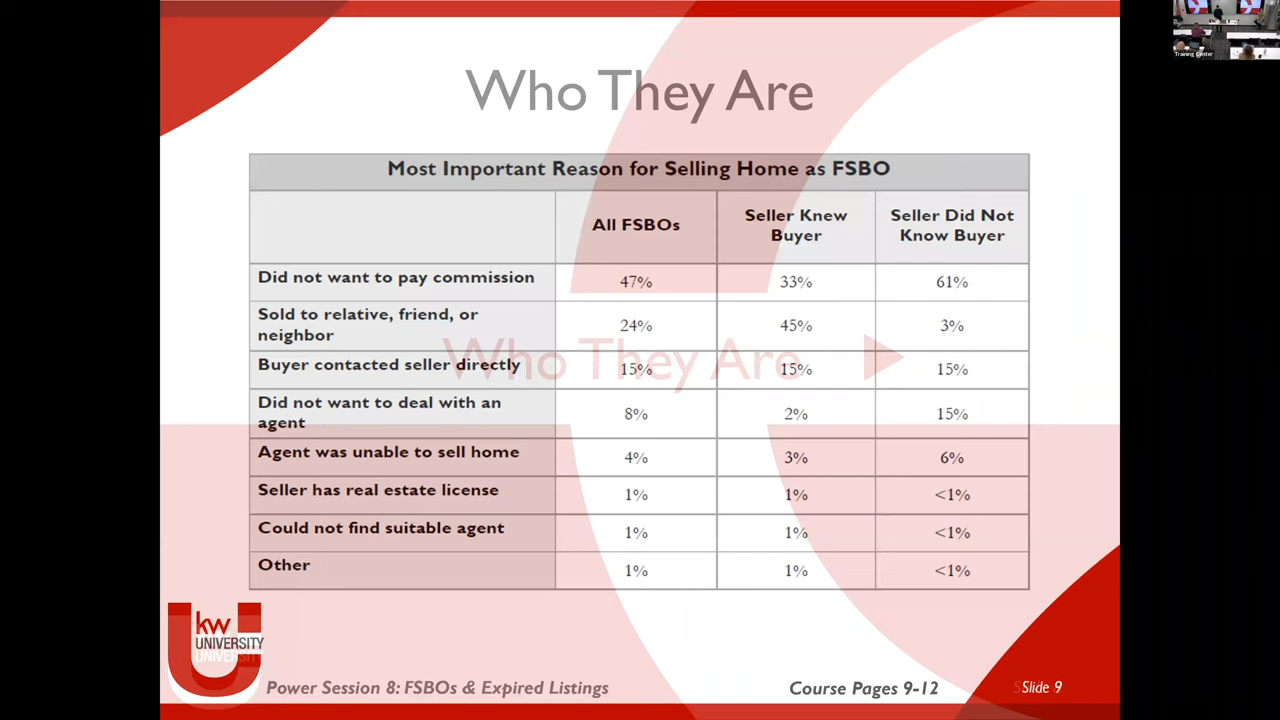 Training Center
Who They Are
Most Important Reason for Selling Home as FSBO
All FSBOs
Seller Knew
Buyer
Seller Did Not
Know Buyer
Did not want to pay commission 47% 33% 61%
Sold to relative, friend, or
neighbor
24% 45% 3%
Who They Are
Buyer contacted seller directly 15% 15% 15%
Did not want to deal with an
agent
8% 2% 15%
Agent was unable to sell home 4% 3% 6%
Seller has real estate license 1% 1% <1%
Could not find suitable agent 1% 1% <1%
Other 1% 1% <1%
kw
UNIVERSITY
UNIVERSITY
Power Session 8: FSBOs & Expired Listings
Course Pages 9-12
Slide 9